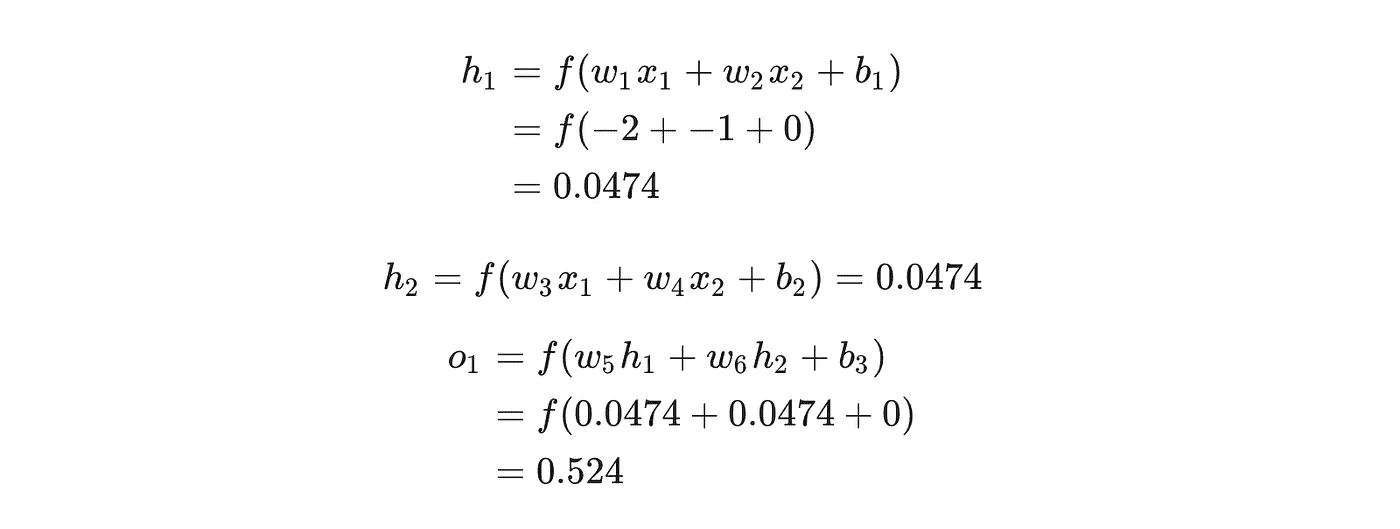 h₁ = f(w₁x₁ + w₂x₂ + b₁)
= f(−2 + −1 + 0)
= 0.0474
h₂ = f(w₃x₁ + w₄x₂ + b₂) = 0.0474
o₁ = f(w₅h₁ + w₆h₂ + b₃)
= f(0.0474 + 0.0474 + 0)
= 0.524